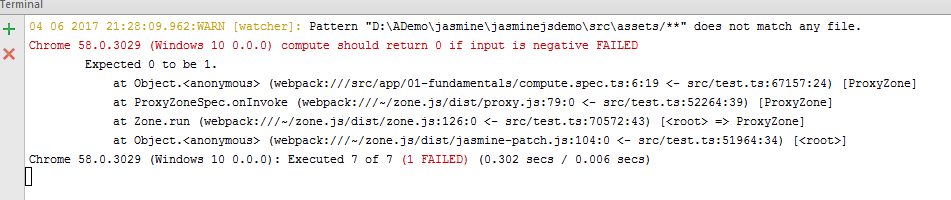 Terminal
04 06 2017 21:28:09.962:WARN [watcher]: Pattern "D:\ADemo\jasmine\jasminejsdemo\src\assets/**" does not match any file.
Chrome 58.0.3029 (Windows 10 0.0.0) compute should return 0 if input is negative FAILED
Expected 0 to be 1.
at Object.<anonymous> (webpack:///src/app/01-fundamentals/compute.spec.ts:6:19 <- src/test.ts:67157:24) [ProxyZone]
at ProxyZoneSpec.onInvoke (webpack:///~/zone.js/dist/proxy.js:79:0 <- src/test.ts:52264:39) [ProxyZone]
at Zone.run (webpack:///~/zone.js/dist/zone.js:126:0 <- src/test.ts:70572:43) [<root> => ProxyZone]
at Object.<anonymous> (webpack:///~/zone.js/dist/jasmine-patch.js:104:0 <- src/test.ts:51964:34) [<root>]
Chrome 58.0.3029 (Windows 10 0.0.0): Executed 7 of 7 (1 FAILED) (0.302 secs / 0.006 secs)